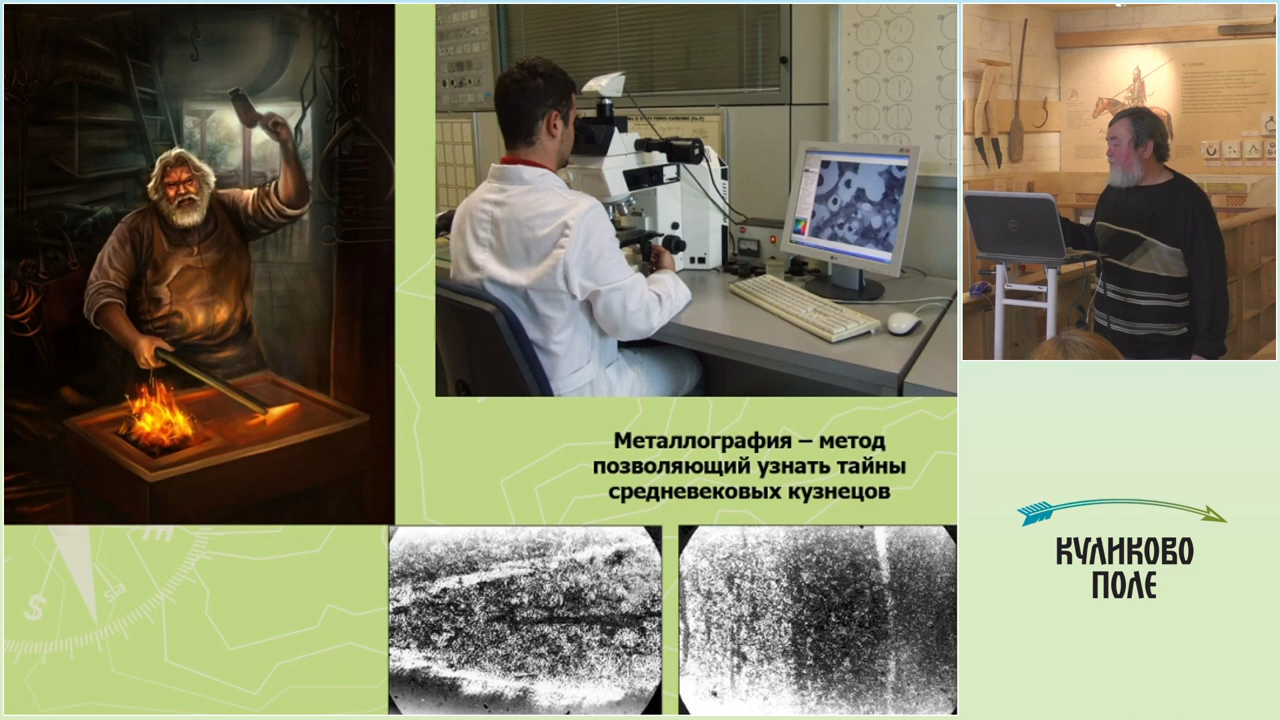 Металлография – метод
позволяющий узнать тайны
средневековых кузнецов
КУЛИКОВО
ПОЛЕ
S